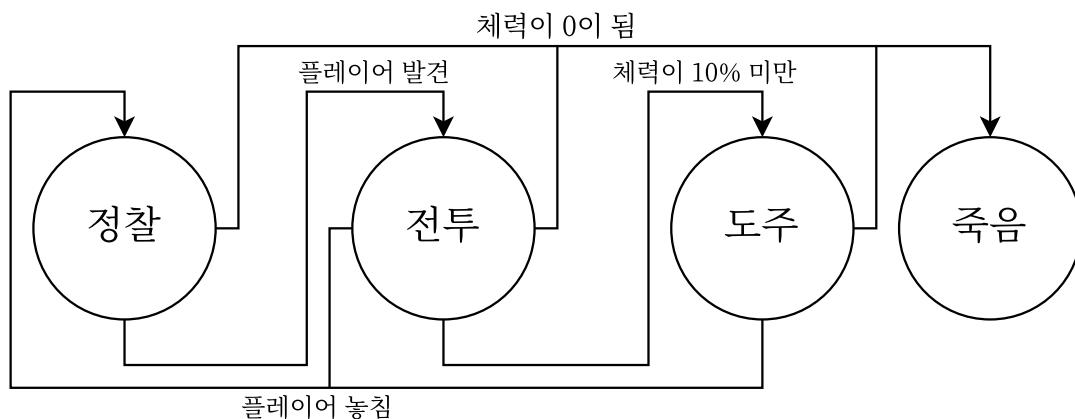 체력이 0이 됨
플레이어 발견
체력이 10% 미만
정찰
전투
도주
죽음
플레이어 놓침